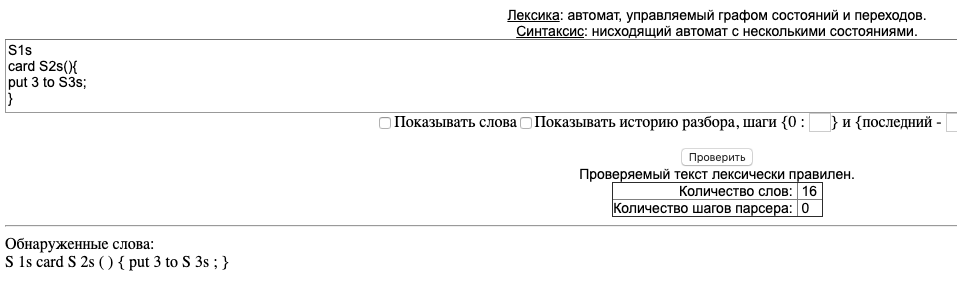 Лексика: автомат, управляемый графом состояний и переходов.
Синтаксис: нисходящий автомат с несколькими состояниями.
S1s
card S2s(){
put 3 to S3s;
}
Показывать слова Показывать историю разбора, шаги {0 : } и {последний -
Проверить
Проверяемый текст лексически правилен.
Количество слов: 16
Количество шагов парсера: 0
Обнаруженные слова:
S 1s card S 2s ( ) { put 3 to S 3s ; }